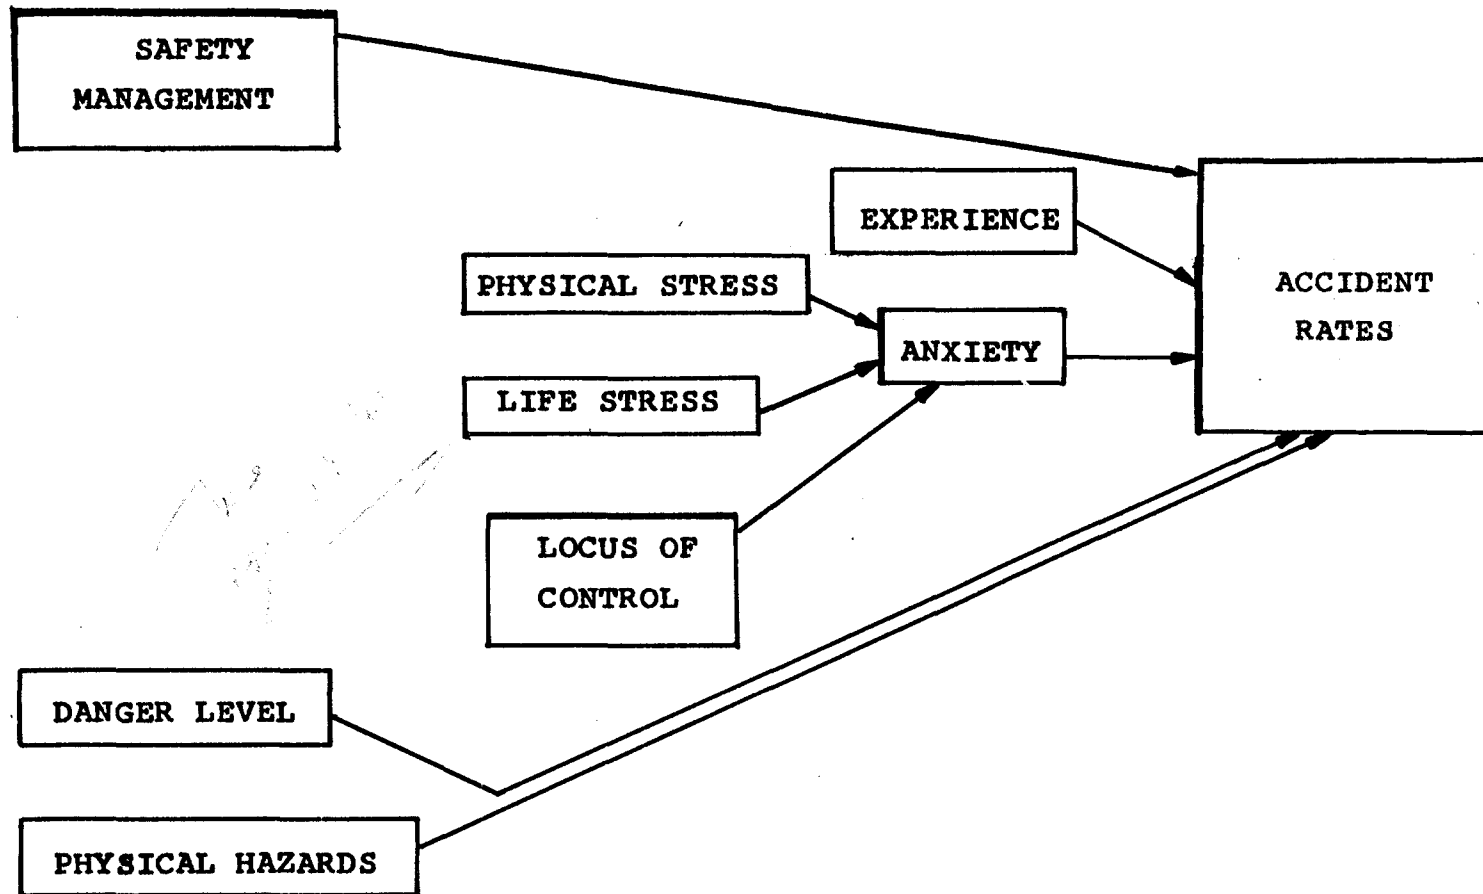 SAFETY
MANAGEMENT
EXPERIENCE
PHYSICAL STRESS
ACCIDENT
RATES
ANXIETY
LIFE STRESS
LOCUS OF
CONTROL
DANGER LEVEL
PHYSICAL HAZARDS